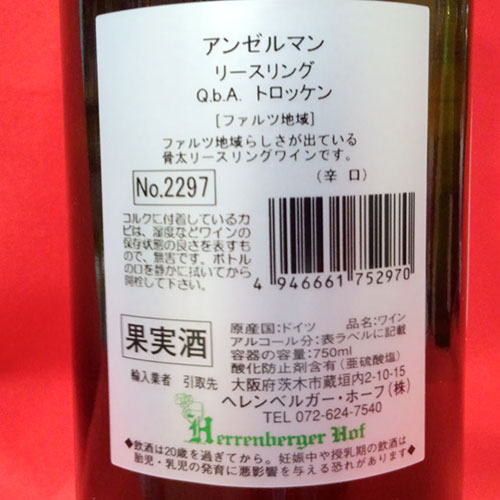 アンゼルマン
リースリング
Q.b.A. トロッケン
[ファルツ地域]
ファルツ地域らしさが出ている
骨太リースリングワインです。
(辛 口)
No.2297
コルクに付着しているカ
ビは、湿度などワインの
保存状態の良さを表すも
ので、無害です。ボトル
の口を静かに拭いてから
開栓して下さい。
4 946661 752970
果実酒
原産国:ドイツ 品名:ワイン
アルコール分:表ラベルに記載
容器の容量:750ml
酸化防止剤含有(亜硫酸塩)
輸入業者 引取先 大阪府茨木市蔵垣内2-10-15
ヘレンベルガー・ホーフ(株)
TEL 072-624-7540
Herrenberger Hof
◆飲酒は20歳を過ぎてから。妊娠中や授乳期の飲酒は
胎児・乳児の発育に悪影響を与える恐れがあります◆